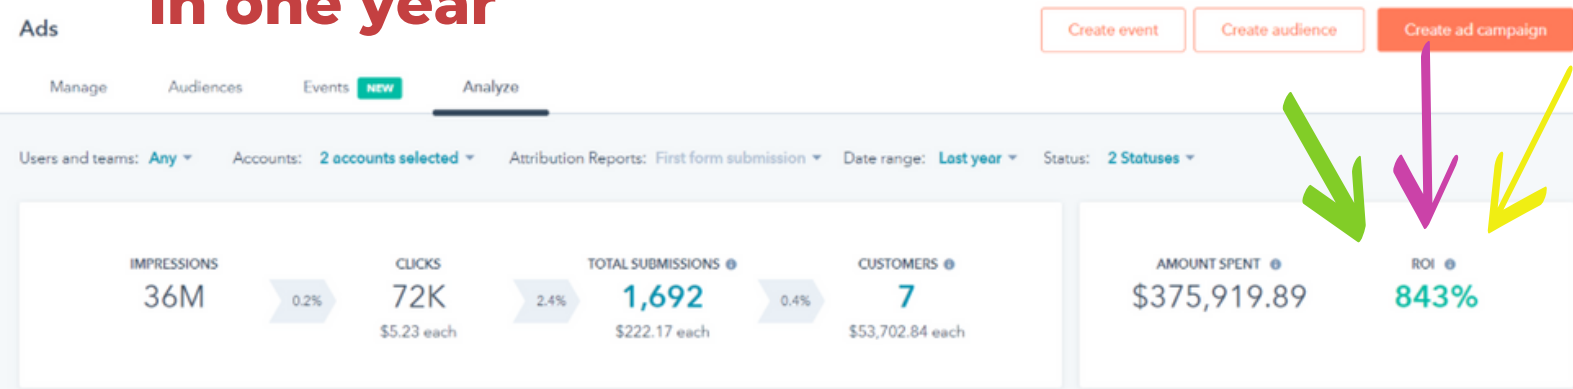 in one year
Ads
Create event
Create audience
Create ad campaign
Manage
Audiences
Events NEW
Analyze
Users and teams: Any
Accounts: 2 accounts selected
Attribution Reports: First form submission
Date range: Last year
Status: 2 Statuses
IMPRESSIONS
36M
0.2%
CLICKS
72K
$5.23 each
2.4%
TOTAL SUBMISSIONS
1,692
$222.17 each
0.4%
CUSTOMERS
7
$53,702.84 each
AMOUNT SPENT
$375,919.89
ROI
843%